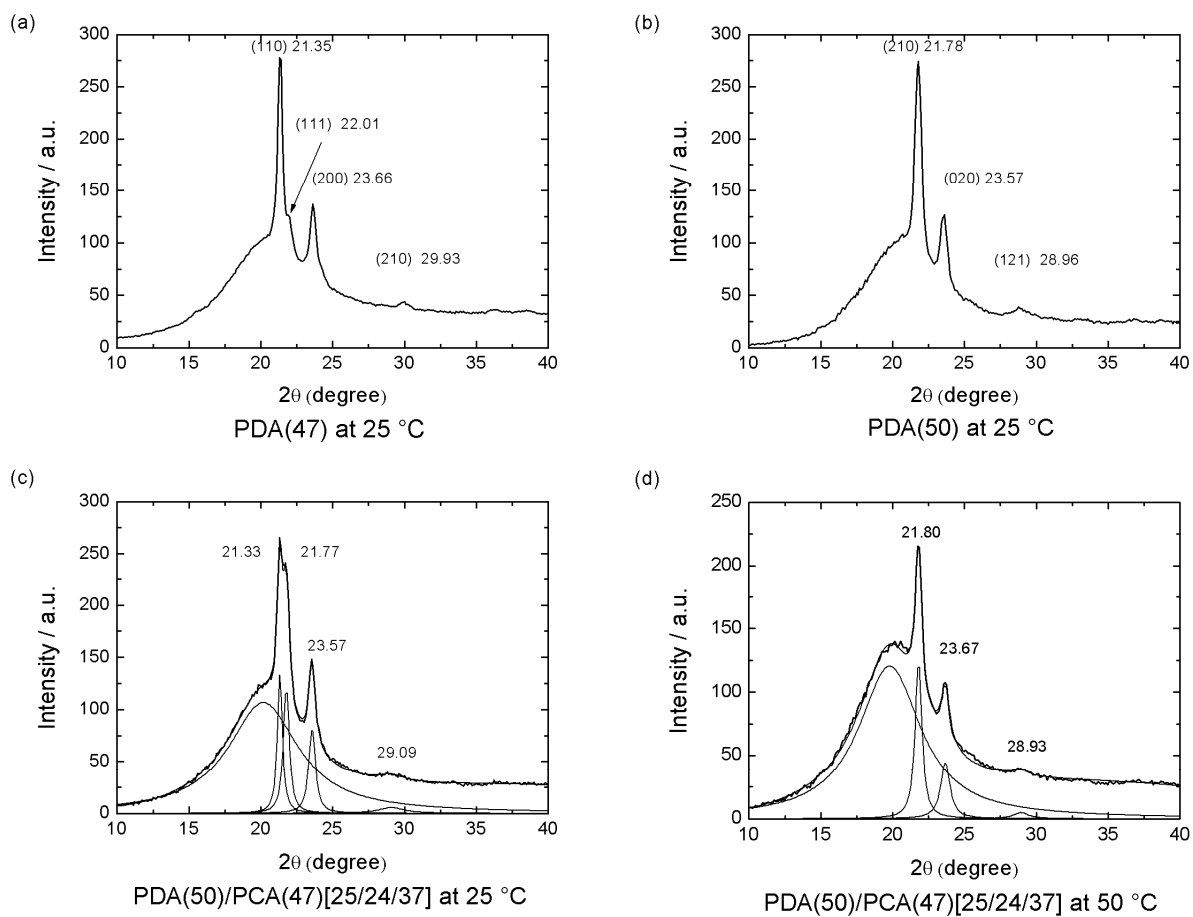 (a)
300
250
200
150
100
50
0
Intensity / a.u.
(110) 21.35
(111) 22.01
(200) 23.66
(210) 29.93
10 15 20 25 30 35 40
2θ (degree)
PDA(47) at 25 °C
(b)
300
250
200
150
100
50
0
Intensity / a.u.
(210) 21.78
(020) 23.57
(121) 28.96
10 15 20 25 30 35 40
2θ (degree)
PDA(50) at 25 °C
(c)
300
250
200
150
100
50
0
Intensity / a.u.
21.33 21.77
23.57
29.09
10 15 20 25 30 35 40
2θ (degree)
PDA(50)/PCA(47)[25/24/37] at 25 °C
(d)
250
200
150
100
50
0
Intensity / a.u.
21.80
23.67
28.93
10 15 20 25 30 35 40
2θ (degree)
PDA(50)/PCA(47)[25/24/37] at 50 °C